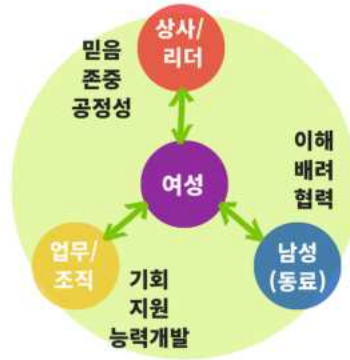 상사/
리더
믿음
존중
공정성
여성
이해
배려
협력
업무/
조직
기회
지원
능력개발
남성
(동료)